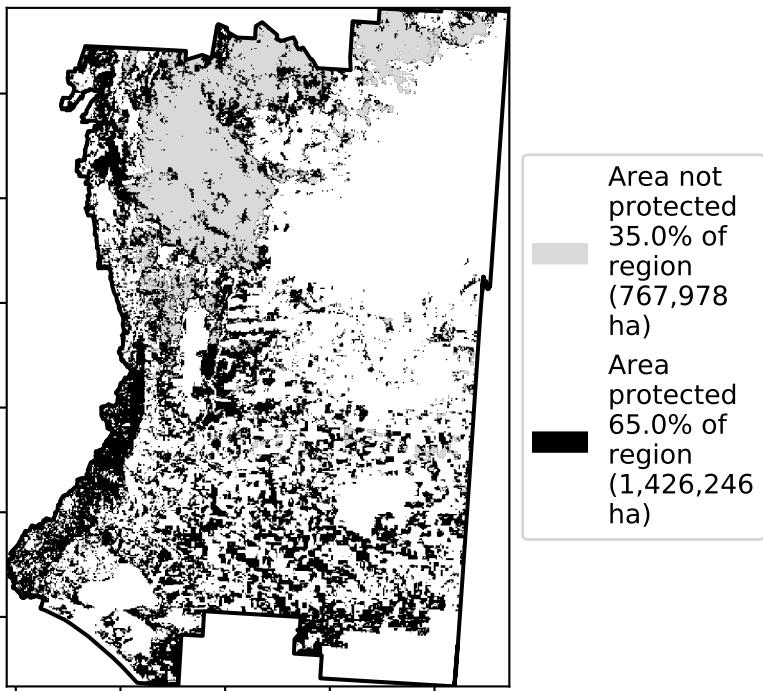 Area not
protected
35.0% of
region
(767,978
ha)
Area
protected
65.0% of
region
(1,426,246
ha)